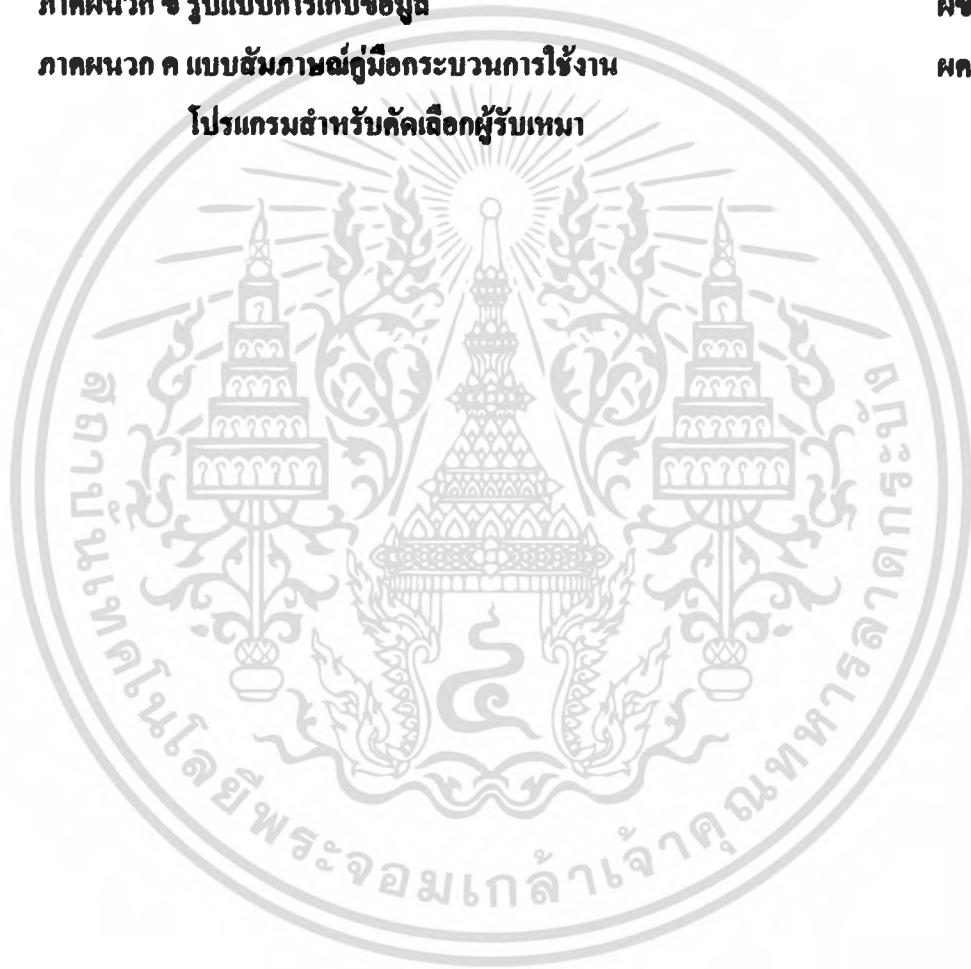 ภาคผนวก ข รูปแบบการเก็บข้อมูล ผข
ภาคผนวก ค แบบสัมภาษณ์คู่มือกระบวนการใช้งาน ผค
โปรแกรมสำหรับคัดเลือกผู้รับเหมา
สถาบันเทคโนโลยีพระจอมเกล้าเจ้าคุณทหารลาดกระบัง